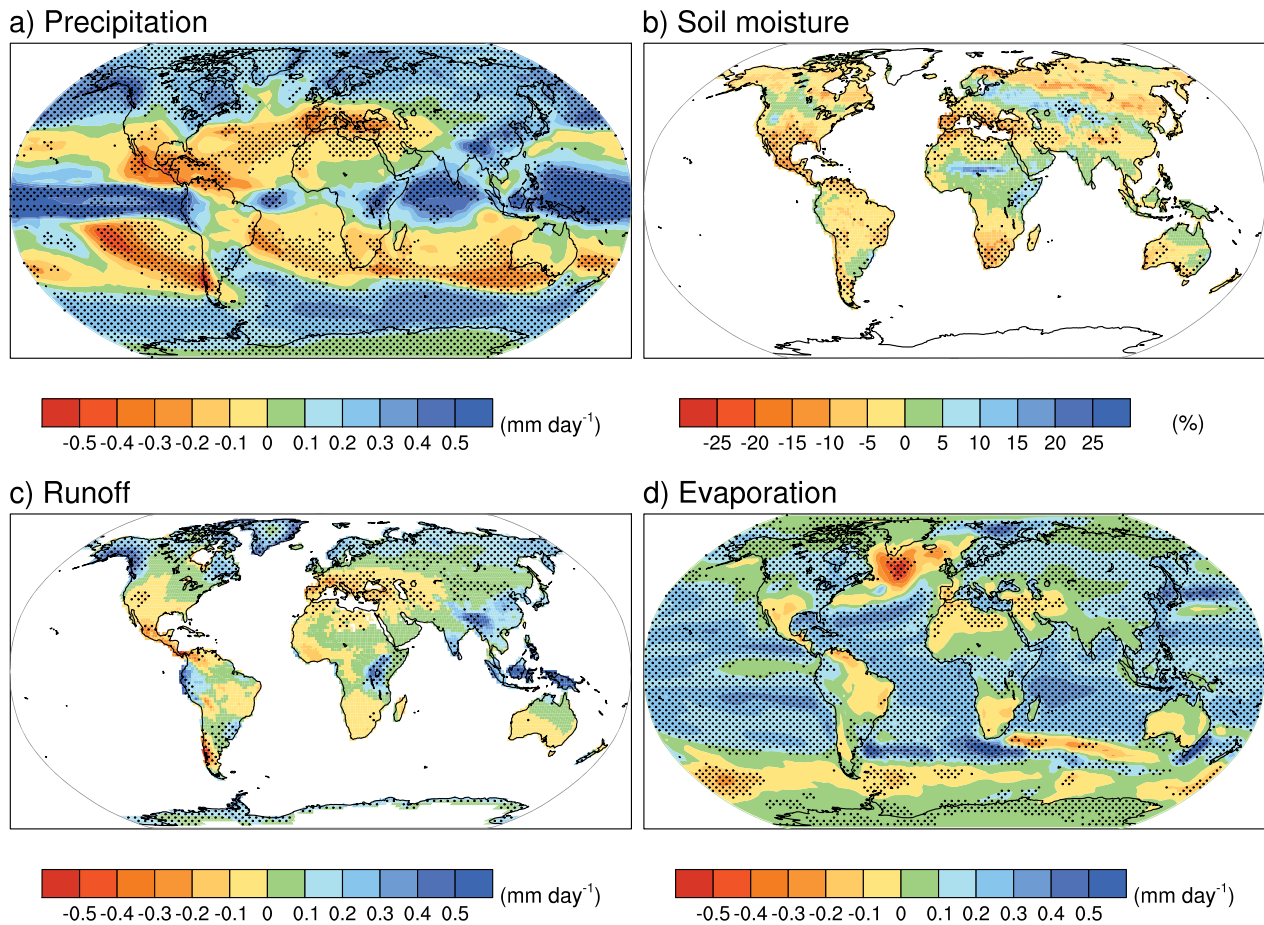 a) Precipitation
b) Soil moisture
-0.5 -0.4 -0.3 -0.2 -0.1 0 0.1 0.2 0.3 0.4 0.5 (mm day⁻¹)
-25 -20 -15 -10 -5 0 5 10 15 20 25 (%)
c) Runoff
d) Evaporation
-0.5 -0.4 -0.3 -0.2 -0.1 0 0.1 0.2 0.3 0.4 0.5 (mm day⁻¹)
-0.5 -0.4 -0.3 -0.2 -0.1 0 0.1 0.2 0.3 0.4 0.5 (mm day⁻¹)